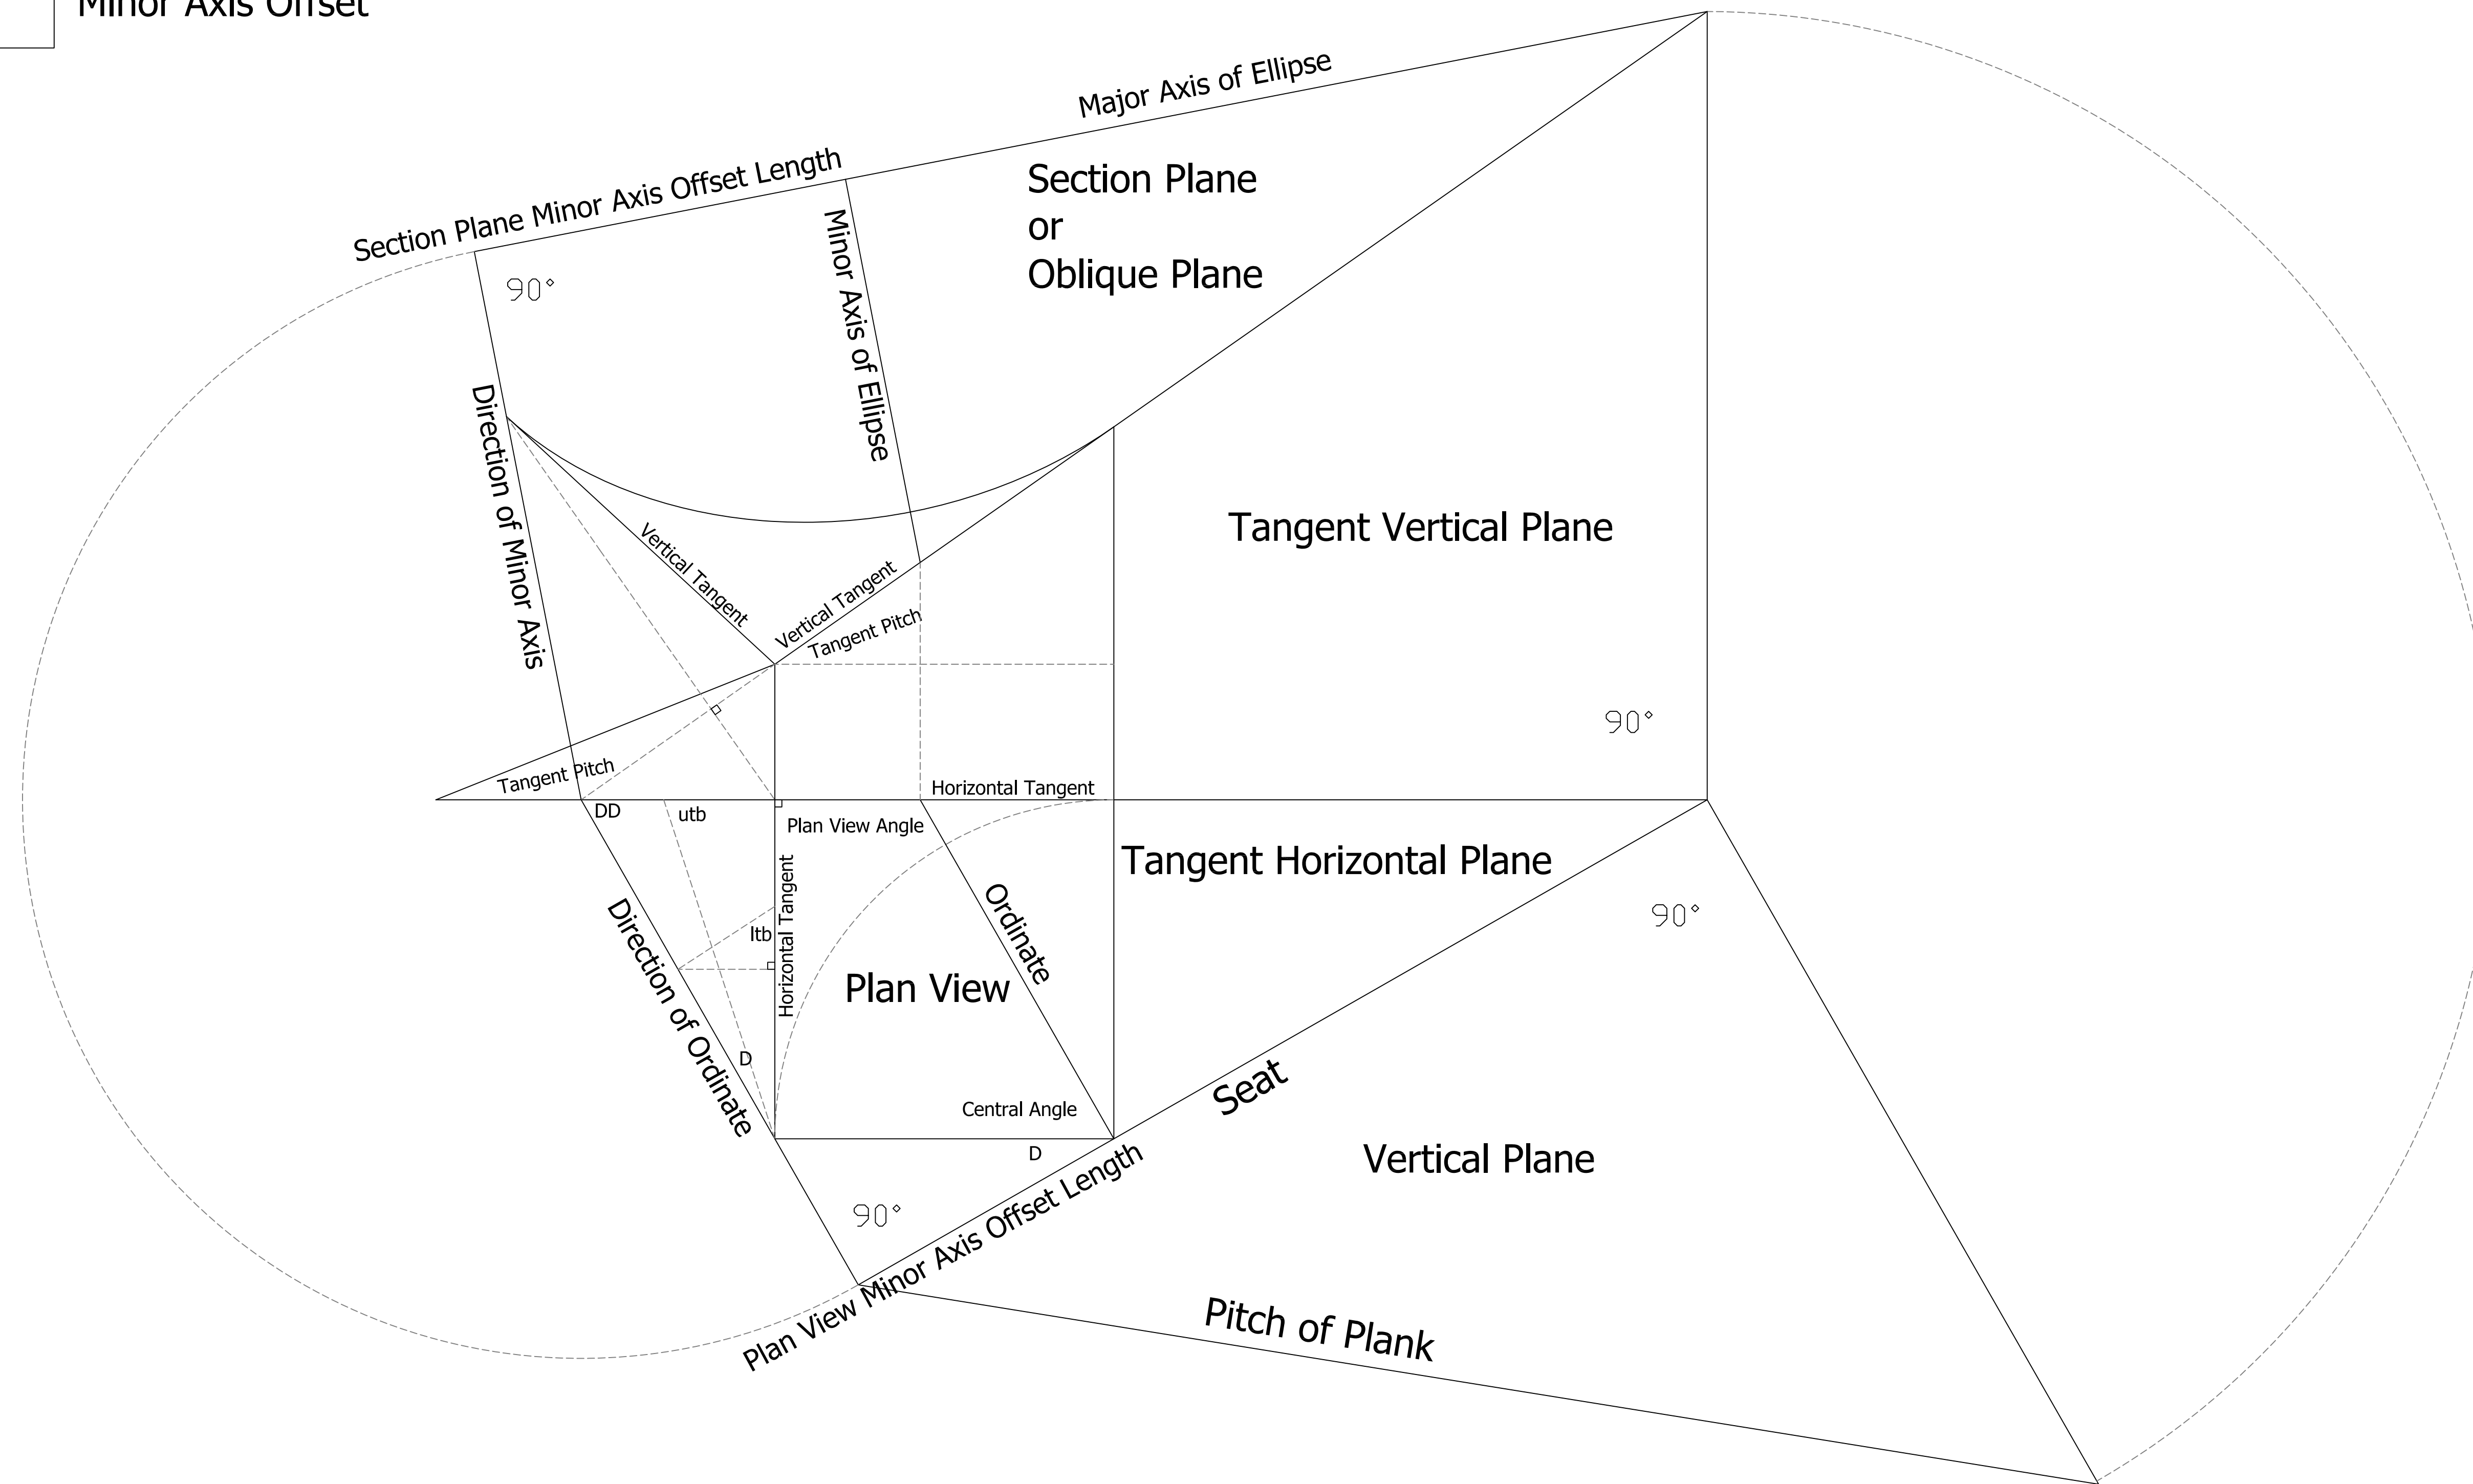 Minor Axis Offset
Major Axis of Ellipse
Section Plane Minor Axis Offset Length
Section Plane
or
Oblique Plane
90°
Minor Axis of Ellipse
Direction of Minor Axis
Vertical Tangent
Vertical Tangent
Tangent Pitch
Tangent Vertical Plane
90°
Tangent Pitch
DD
utb
Horizontal Tangent
Plan View Angle
Tangent Horizontal Plane
Horizontal Tangent
ltb
Ordinate
90°
Direction of Ordinate
Plan View
D
Central Angle
D
Seat
Vertical Plane
90°
Plan View Minor Axis Offset Length
Pitch of Plank